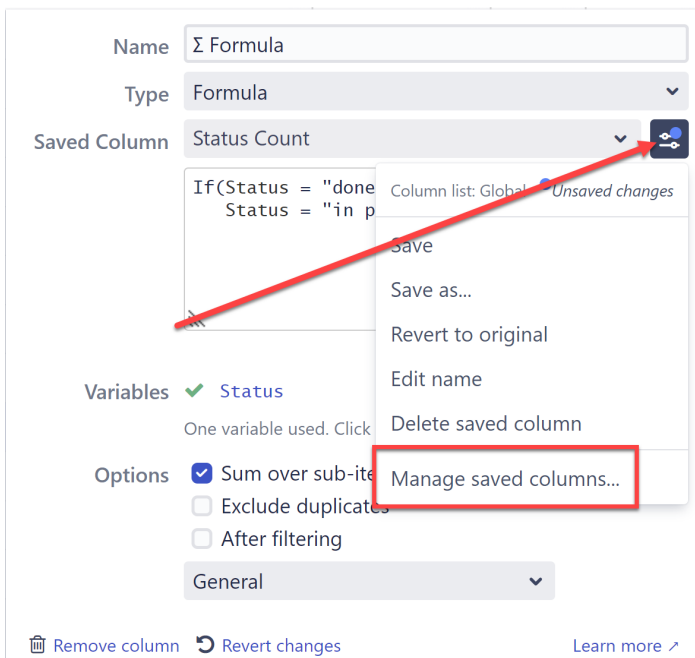 Name Σ Formula
Type Formula
Saved Column Status Count
If(Status = "done
Status = "in p
Column list: Global Unsaved changes
Save
Save as...
Revert to original
Edit name
Delete saved column
Manage saved columns...
Variables Status
One variable used. Click
Options Sum over sub-ite
Exclude duplicates
After filtering
General
Remove column Revert changes Learn more ↗